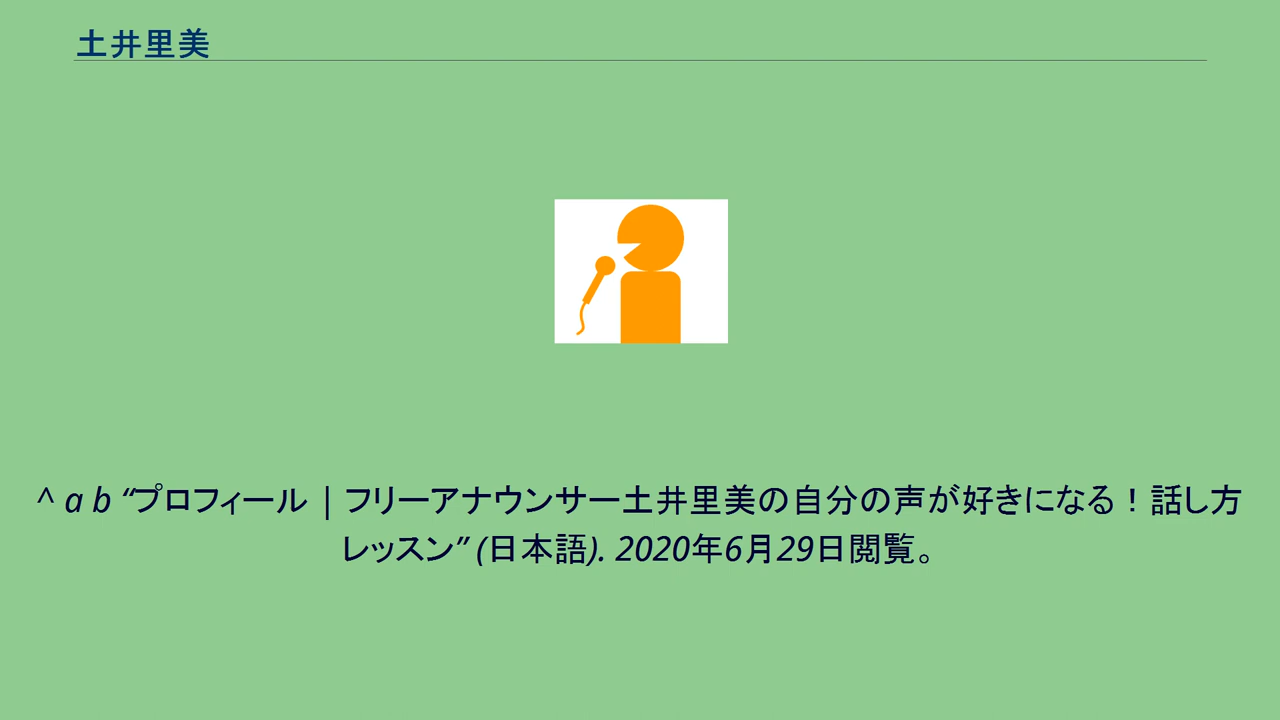 土井里美
^ a b “プロフィール｜フリーアナウンサー土井里美の自分の声が好きになる！話し方
レッスン” (日本語). 2020年6月29日閲覧。